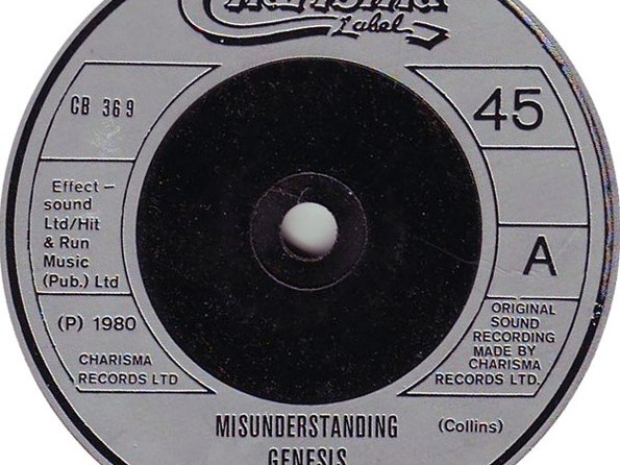 Charisma
Label
CB 369
45
Effect-
sound
Ltd/Hit
& Run
Music
(Pub.) Ltd
A
(P) 1980
CHARISMA
RECORDS LTD
ORIGINAL
SOUND
RECORDING
MADE BY
CHARISMA
RECORDS LTD.
MISUNDERSTANDING
(Collins)
GENESIS